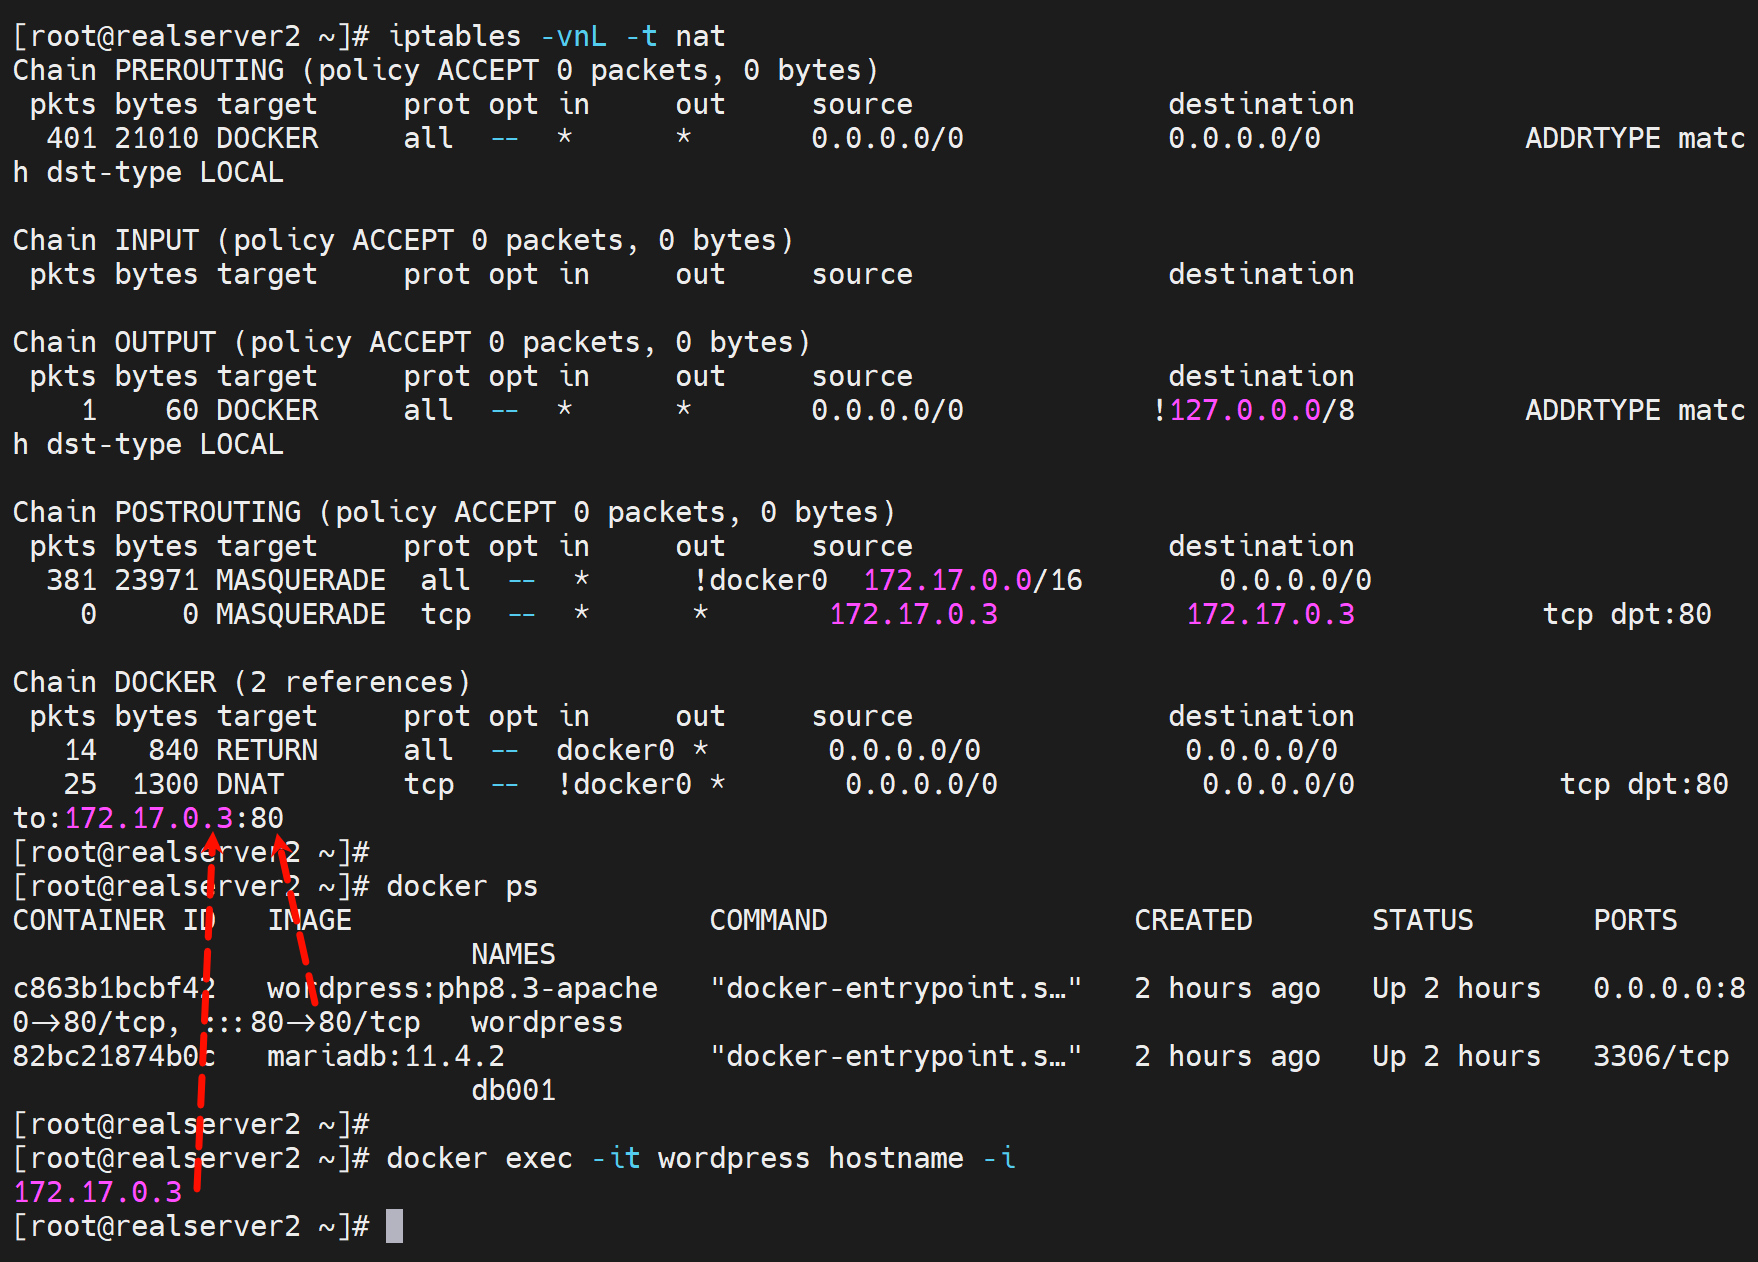 [root@realserver2 ~]# iptables -vnL -t nat
Chain PREROUTING (policy ACCEPT 0 packets, 0 bytes)
 pkts bytes target     prot opt in     out     source               destination
  401 21010 DOCKER     all  --  *      *       0.0.0.0/0            0.0.0.0/0            ADDRTYPE matc
h dst-type LOCAL

Chain INPUT (policy ACCEPT 0 packets, 0 bytes)
 pkts bytes target     prot opt in     out     source               destination

Chain OUTPUT (policy ACCEPT 0 packets, 0 bytes)
 pkts bytes target     prot opt in     out     source               destination
    1    60 DOCKER     all  --  *      *       0.0.0.0/0           !127.0.0.0/8          ADDRTYPE matc
h dst-type LOCAL

Chain POSTROUTING (policy ACCEPT 0 packets, 0 bytes)
 pkts bytes target     prot opt in     out     source               destination
  381 23971 MASQUERADE  all  --  *      !docker0  172.17.0.0/16        0.0.0.0/0
    0     0 MASQUERADE  tcp  --  *      *       172.17.0.3           172.17.0.3           tcp dpt:80

Chain DOCKER (2 references)
 pkts bytes target     prot opt in     out     source               destination
   14   840 RETURN     all  --  docker0 *       0.0.0.0/0            0.0.0.0/0
   25  1300 DNAT       tcp  --  !docker0 *       0.0.0.0/0            0.0.0.0/0            tcp dpt:80
to:172.17.0.3:80
[root@realserver2 ~]#
[root@realserver2 ~]# docker ps
CONTAINER ID   IMAGE                     COMMAND                  CREATED       STATUS       PORTS
                           NAMES
c863b1bcbf42   wordpress:php8.3-apache   "docker-entrypoint.s…"   2 hours ago   Up 2 hours   0.0.0.0:8
0->80/tcp, :::80->80/tcp   wordpress
82bc21874b0c   mariadb:11.4.2            "docker-entrypoint.s…"   2 hours ago   Up 2 hours   3306/tcp
                           db001
[root@realserver2 ~]#
[root@realserver2 ~]# docker exec -it wordpress hostname -i
172.17.0.3
[root@realserver2 ~]#